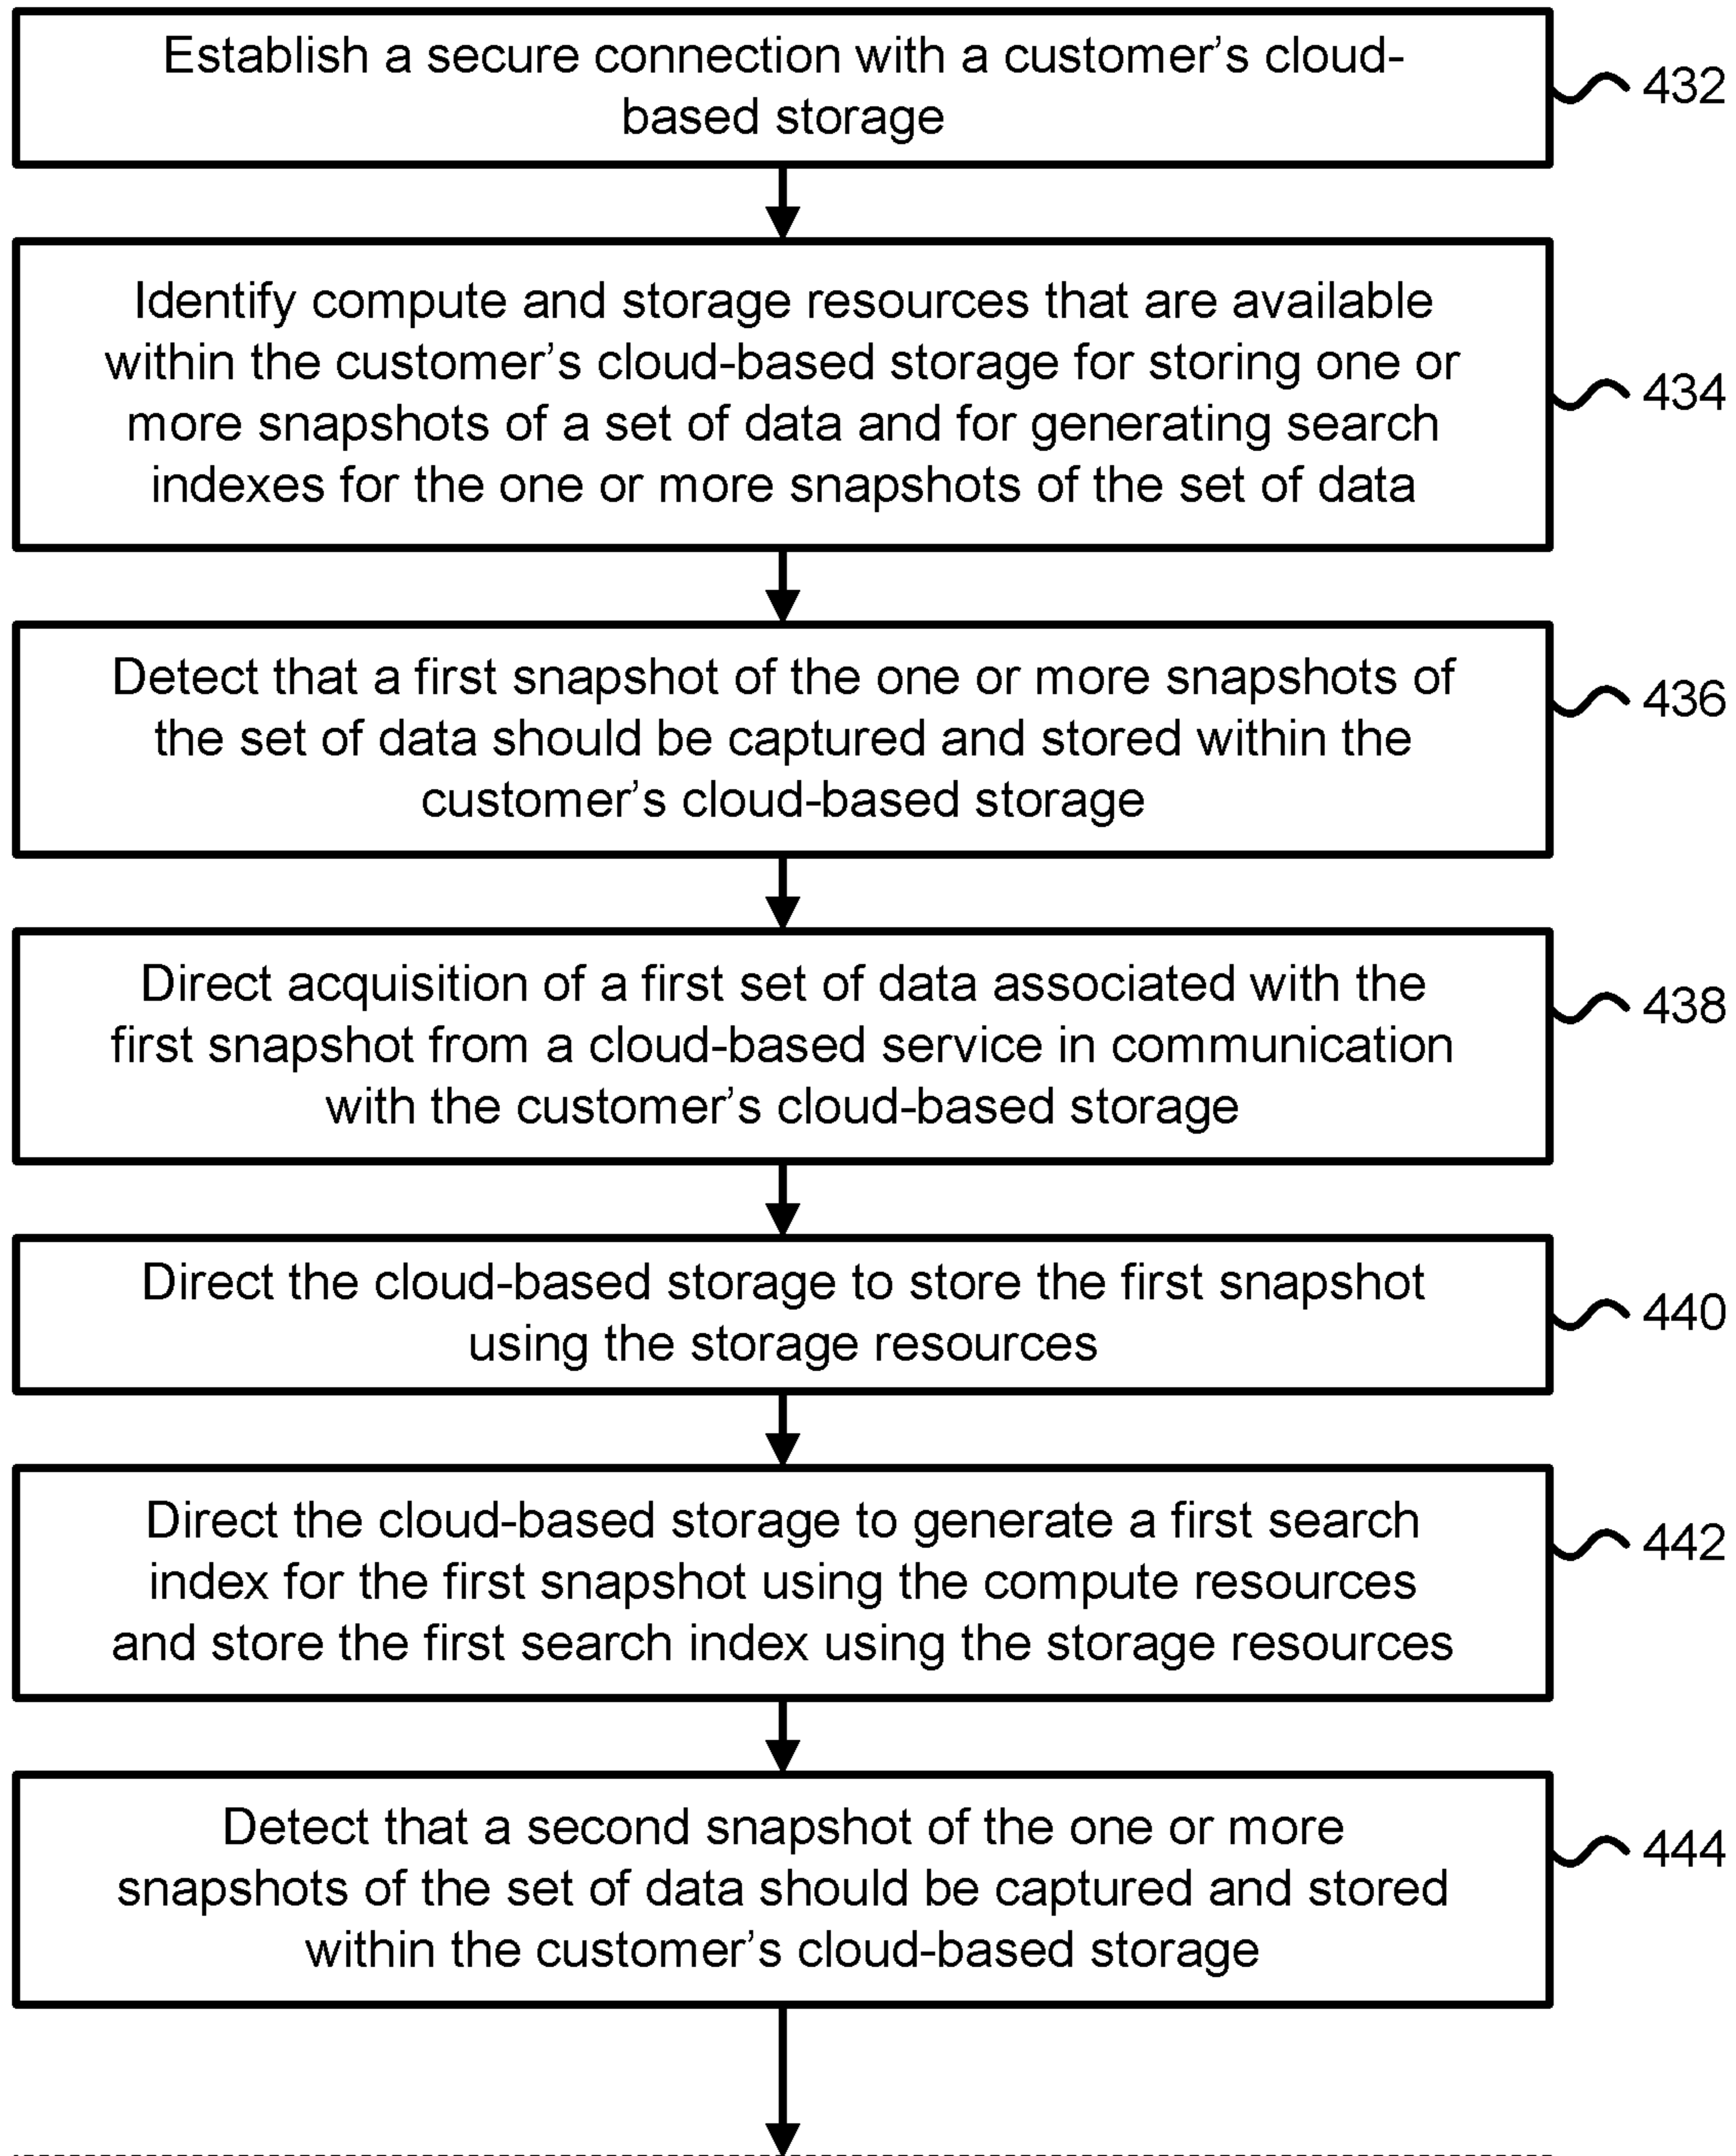 Establish a secure connection with a customer’s cloud-
based storage
432
Identify compute and storage resources that are available
within the customer’s cloud-based storage for storing one or
more snapshots of a set of data and for generating search
indexes for the one or more snapshots of the set of data
434
Detect that a first snapshot of the one or more snapshots of
the set of data should be captured and stored within the
customer’s cloud-based storage
436
Direct acquisition of a first set of data associated with the
first snapshot from a cloud-based service in communication
with the customer’s cloud-based storage
438
Direct the cloud-based storage to store the first snapshot
using the storage resources
440
Direct the cloud-based storage to generate a first search
index for the first snapshot using the compute resources
and store the first search index using the storage resources
442
Detect that a second snapshot of the one or more
snapshots of the set of data should be captured and stored
within the customer’s cloud-based storage
444